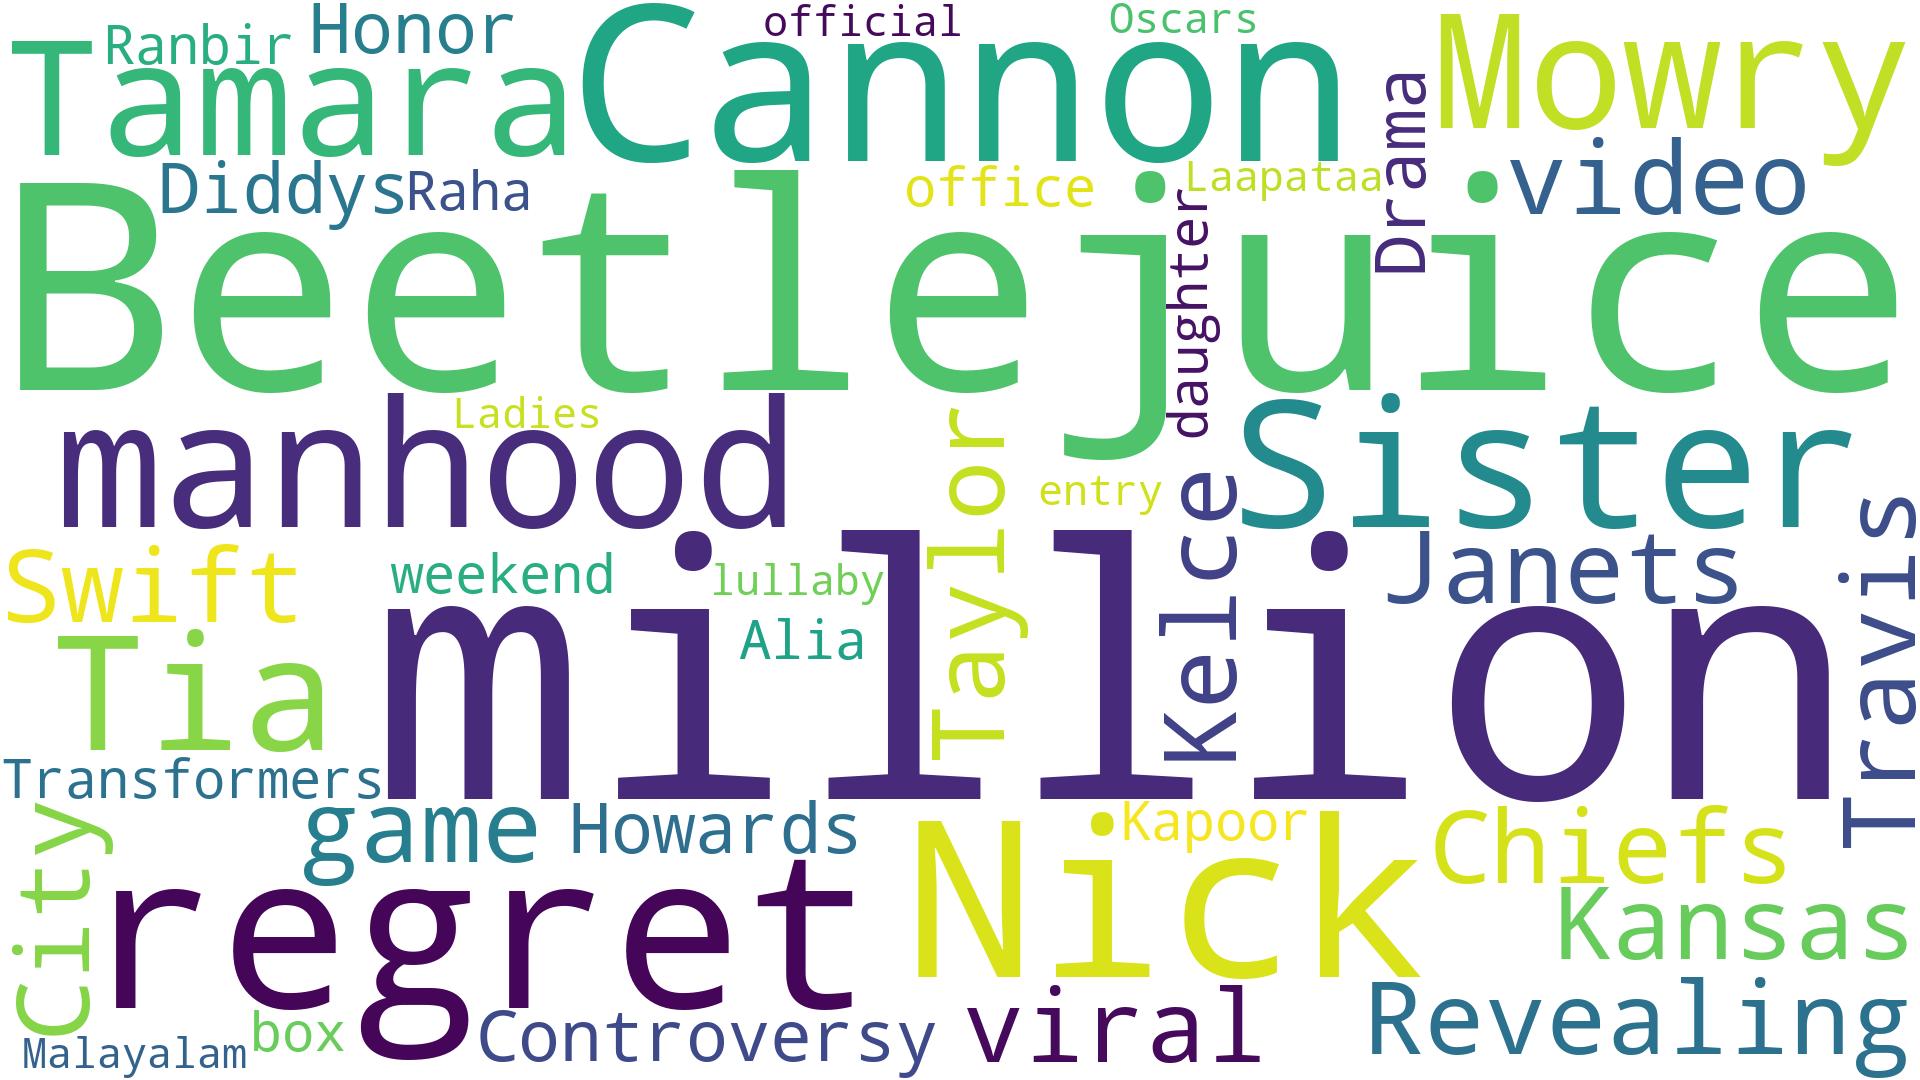 Ranbir
Honor
official
Oscars
Tamara
Cannon
Mowry
Drama
Diddys
Raha
office
Laapataa
video
Beetlejuice
daughter
manhood
Ladies
Taylor
entry
Kelce
Sister
Swift
weekend
lullaby
Janets
Travis
Tia
Alia
million
Transformers
City
game
Howards
Nick
Kapoor
Chiefs
regret
Kansas
Malayalam
box
Controversy
viral
Revealing